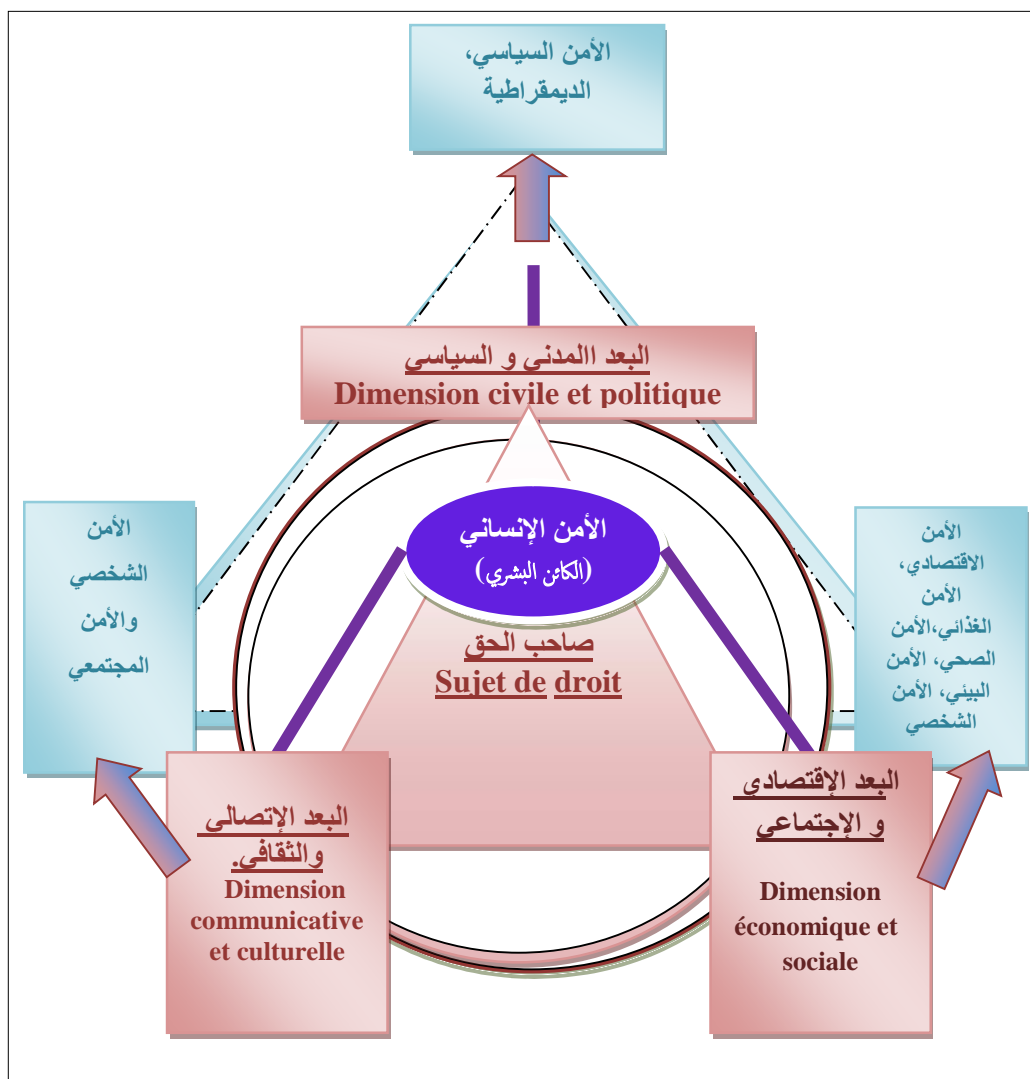 الأمن السياسي،
الديمقراطية
البعد االمدني و السياسي
Dimension civile et politique
الأمن الإنساني
(الكائن البشري)
صاحب الحق
Sujet de droit
الأمن
الاقتصادي،
الأمن
الغذائي،الأمن
الصحي، الأمن
البيئي، الأمن
الشخصي
الأمن
الشخصي
والأمن
المجتمعي
البعد الإقتصادي
و الإجتماعي
Dimension
économique et
sociale
البعد الإتصالي
والثقافي.
Dimension
communicative
et culturelle